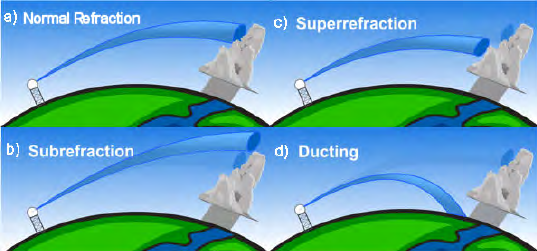 a) Normal Refraction
c) Superrefraction
b) Subrefraction
d) Ducting